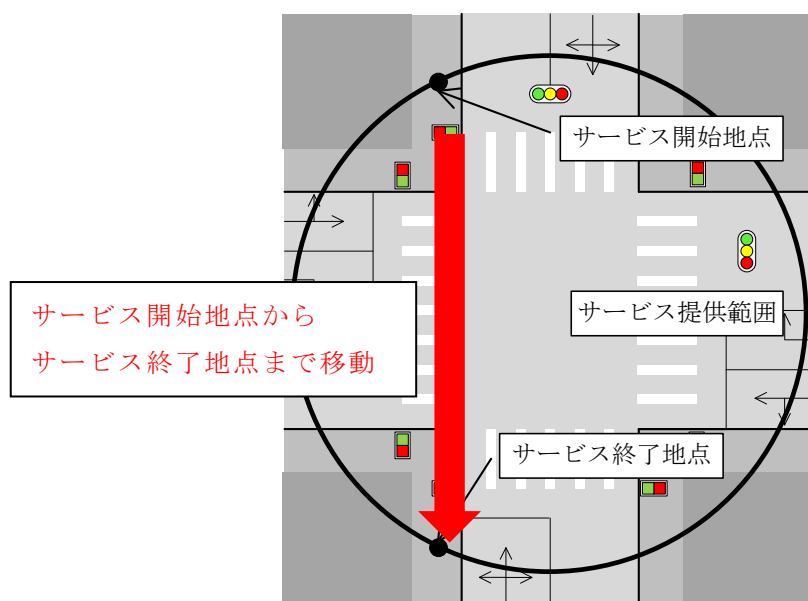 サービス開始地点
サービス開始地点から
サービス終了地点まで移動
サービス提供範囲
サービス終了地点